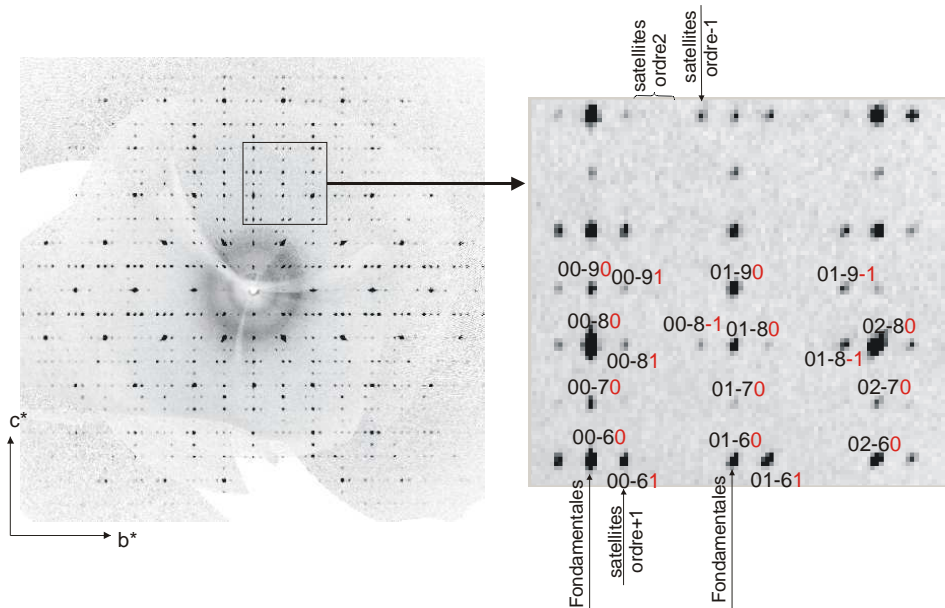 satellites
ordre2
satellites
ordre-1
00-90
00-91
01-90
01-9-1
00-80
00-8-1
01-80
02-80
00-81
01-8-1
00-70
01-70
02-70
00-60
01-60
02-60
00-61
01-61
c*
b*
Fondamentales
satellites
ordre+1
Fondamentales